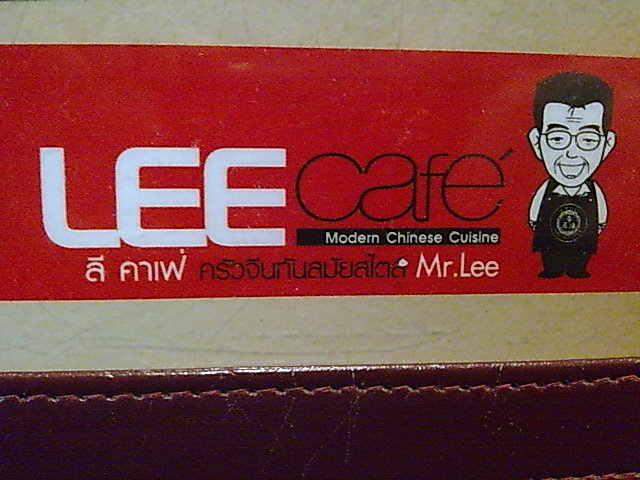 LEE café
Modern Chinese Cuisine
ลี คาเฟ่ ครัวจีนทันสมัยสไตล์ Mr.Lee